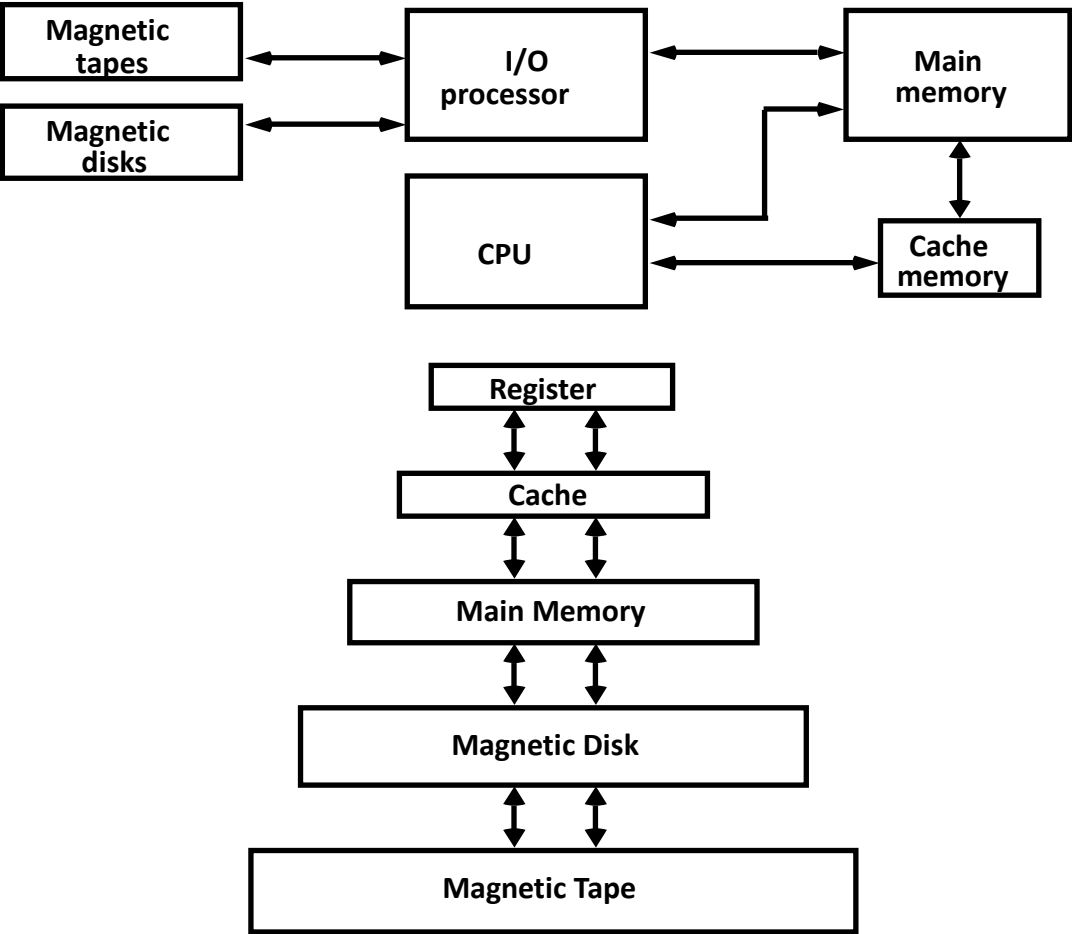 Magnetic
tapes
Magnetic
disks
I/O
processor
Main
memory
CPU
Cache
memory
Register
Cache
Main Memory
Magnetic Disk
Magnetic Tape